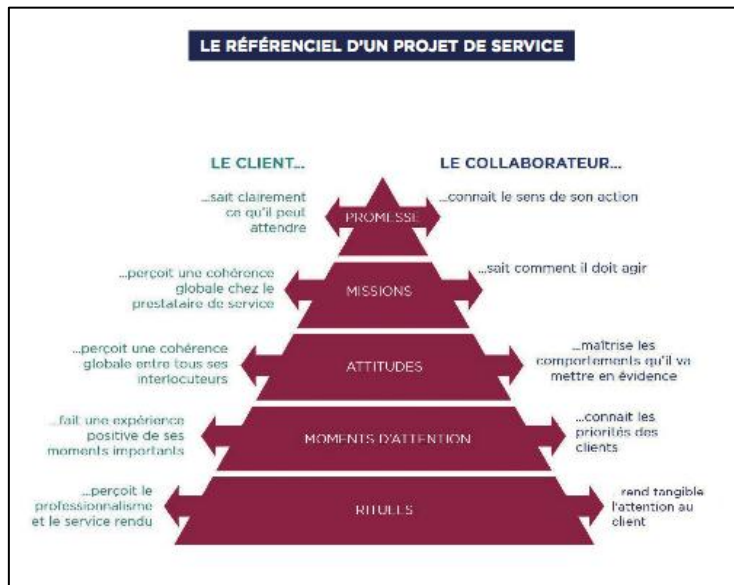 LE RÉFÉRENCIEL D'UN PROJET DE SERVICE
LE CLIENT...
LE COLLABORATEUR...
...sait clairement
ce qu'il peut
attendre
PROMESSE
...connait le sens de son action
...perçoit une cohérence
globale chez le
prestataire de service
MISSIONS
...sait comment il doit agir
...perçoit une cohérence
globale entre tous ses
interlocuteurs
ATTITUDES
...maîtrise les
comportements qu'il va
mettre en évidence
...fait une expérience
positive de ses
moments importants
MOMENTS D'ATTENTION
...connait les
priorités des
clients
...perçoit le
professionnalisme
et le service rendu
RITUELS
...rend tangible
l'attention au
client